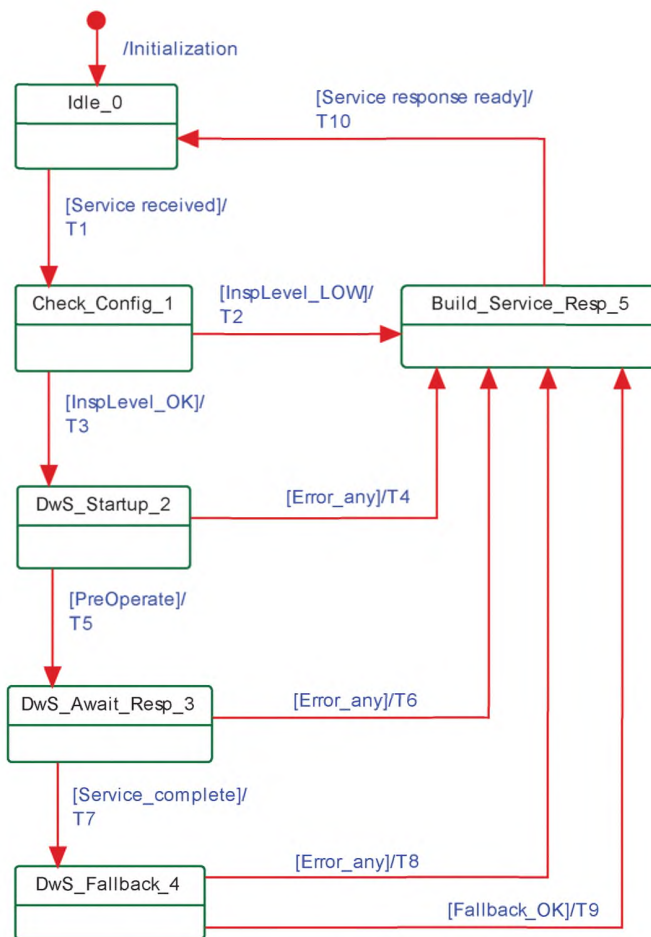 /Initialization
Idle_0
[Service response ready]/
T10
[Service received]/
T1
Check_Config_1
[InspLevel_LOW]/
T2
Build_Service_Resp_5
[InspLevel_OK]/
T3
DwS_Startup_2
[Error_any]/T4
[PreOperate]/
T5
DwS_Await_Resp_3
[Error_any]/T6
[Service_complete]/
T7
DwS_Fallback_4
[Error_any]/T8
[Fallback_OK]/T9